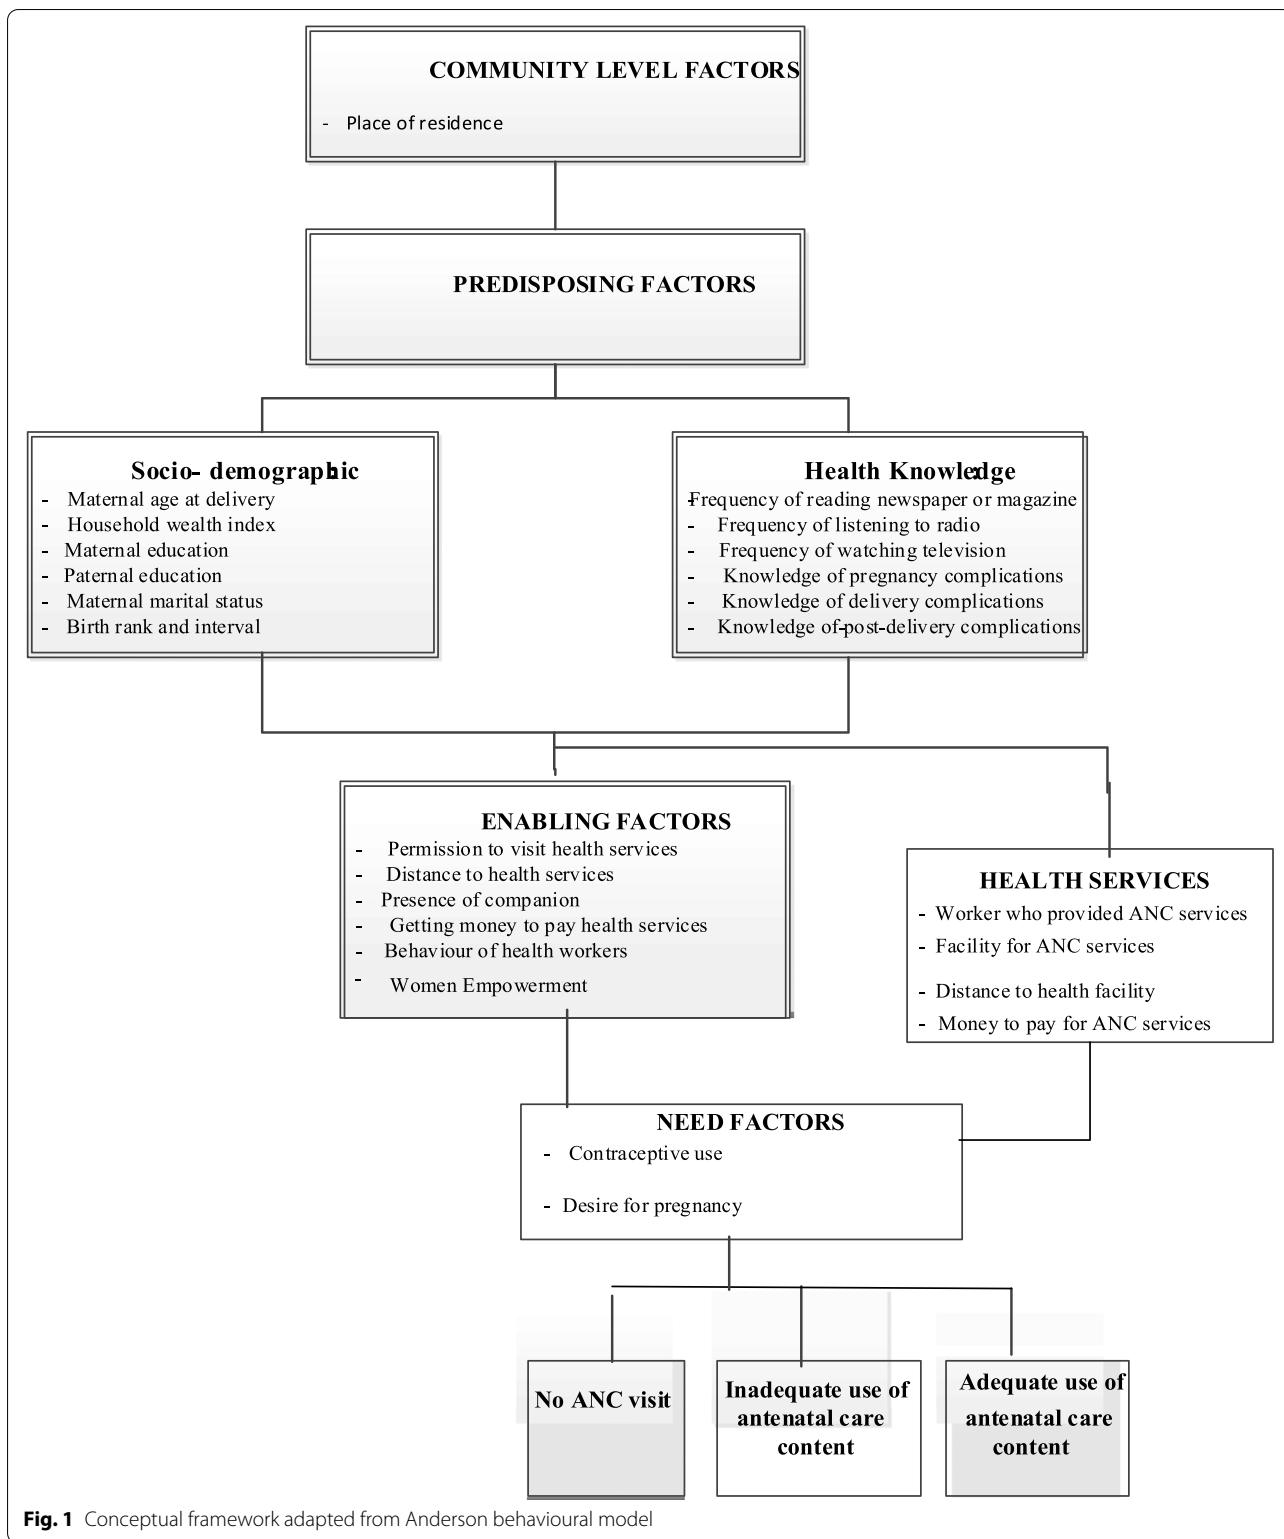 COMMUNITY LEVEL FACTORS
- Place of residence
PREDISPOSING FACTORS
Socio- demographic
- Maternal age at delivery
- Household wealth index
- Maternal education
- Paternal education
- Maternal marital status
- Birth rank and interval
Health Knowledge
- Frequency of reading newspaper or magazine
- Frequency of listening to radio
- Frequency of watching television
- Knowledge of pregnancy complications
- Knowledge of delivery complications
- Knowledge of post-delivery complications
ENABLING FACTORS
- Permission to visit health services
- Distance to health services
- Presence of companion
- Getting money to pay health services
- Behaviour of health workers
- Women Empowerment
HEALTH SERVICES
- Worker who provided ANC services
- Facility for ANC services
- Distance to health facility
- Money to pay for ANC services
NEED FACTORS
- Contraceptive use
- Desire for pregnancy
No ANC visit
Inadequate use of
antenatal care
content
Adequate use of
antenatal care
content
Fig. 1 Conceptual framework adapted from Anderson behavioural model